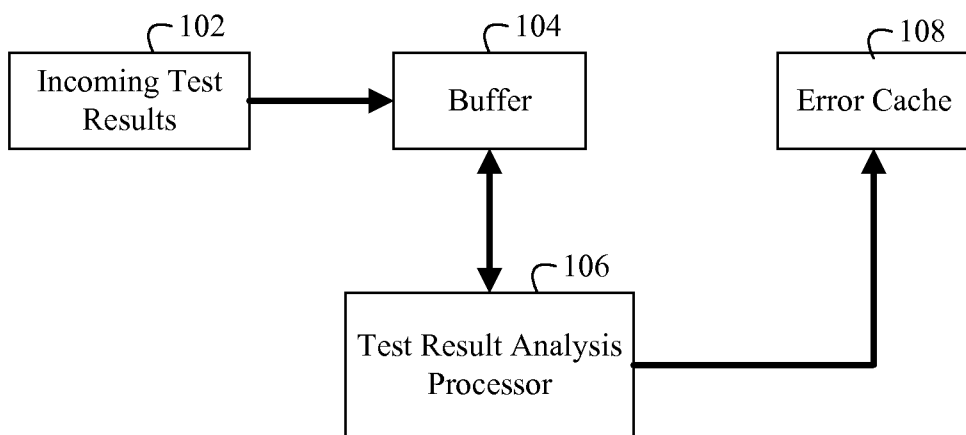 102
Incoming Test
Results
104
Buffer
108
Error Cache
106
Test Result Analysis
Processor